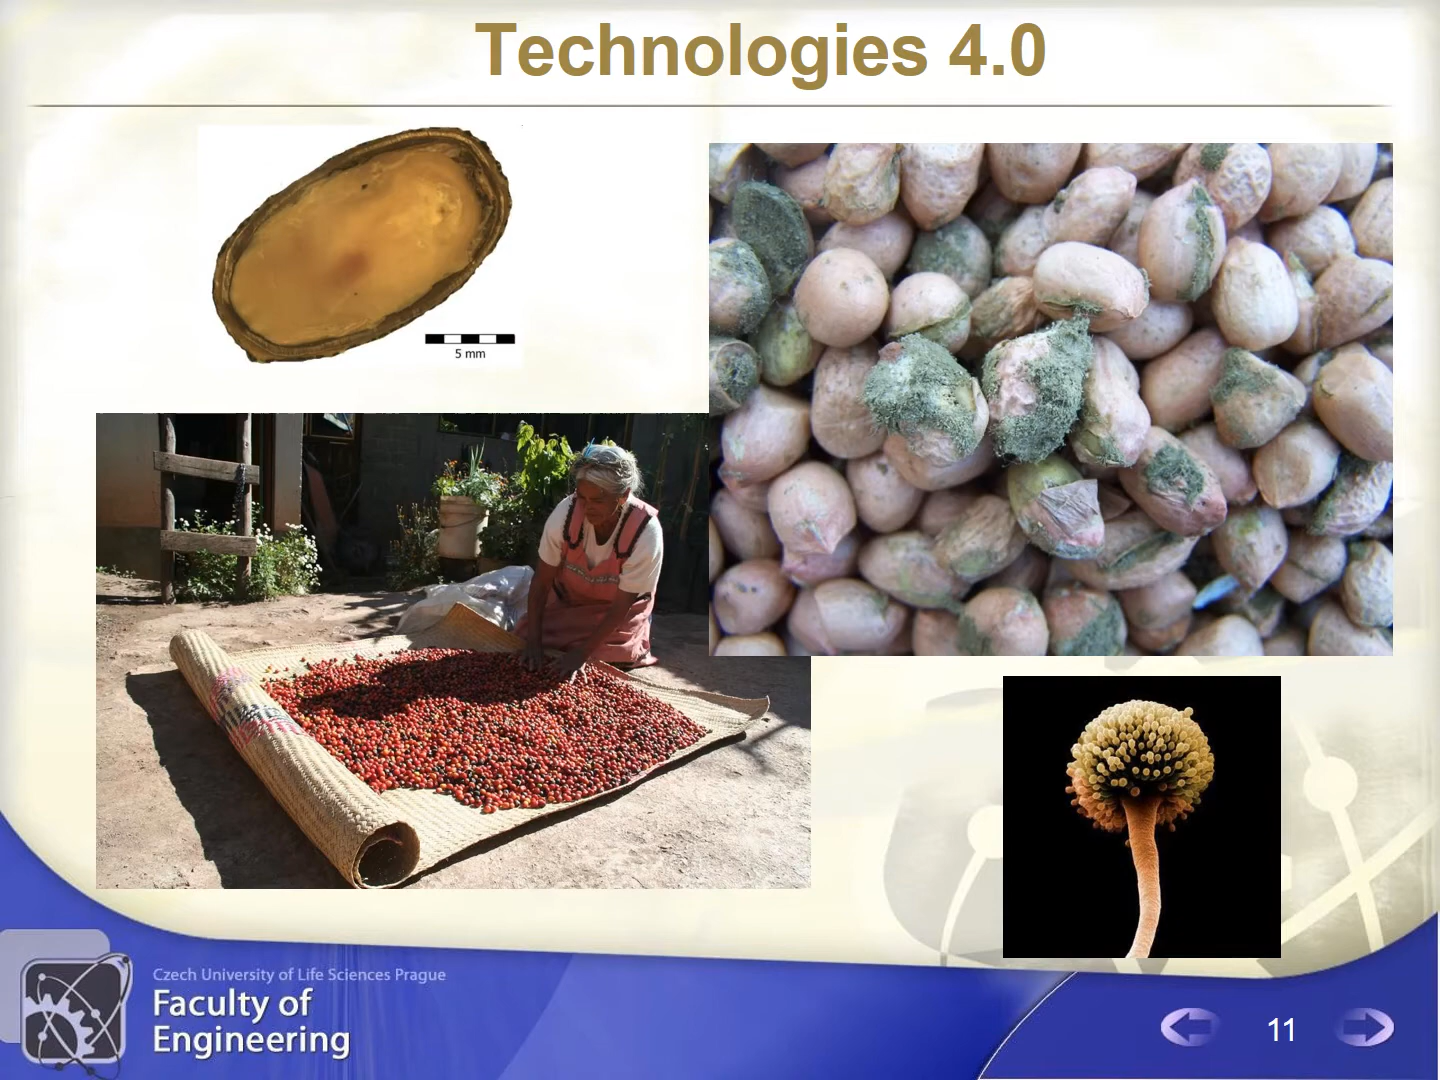 Technologies 4.0
5 mm
Czech University of Life Sciences Prague
Faculty of
Engineering
11